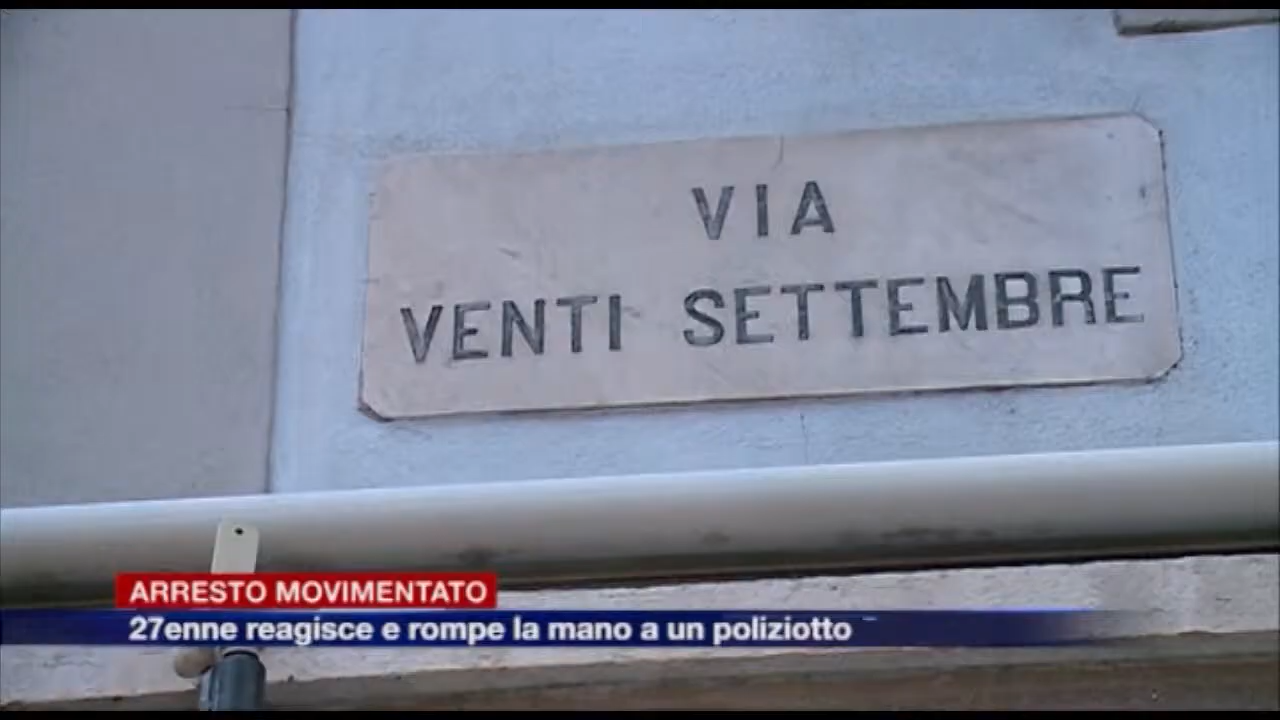 VIA
VENTI SETTEMBRE
ARRESTO MOVIMENTATO
27enne reagisce e rompe la mano a un poliziotto